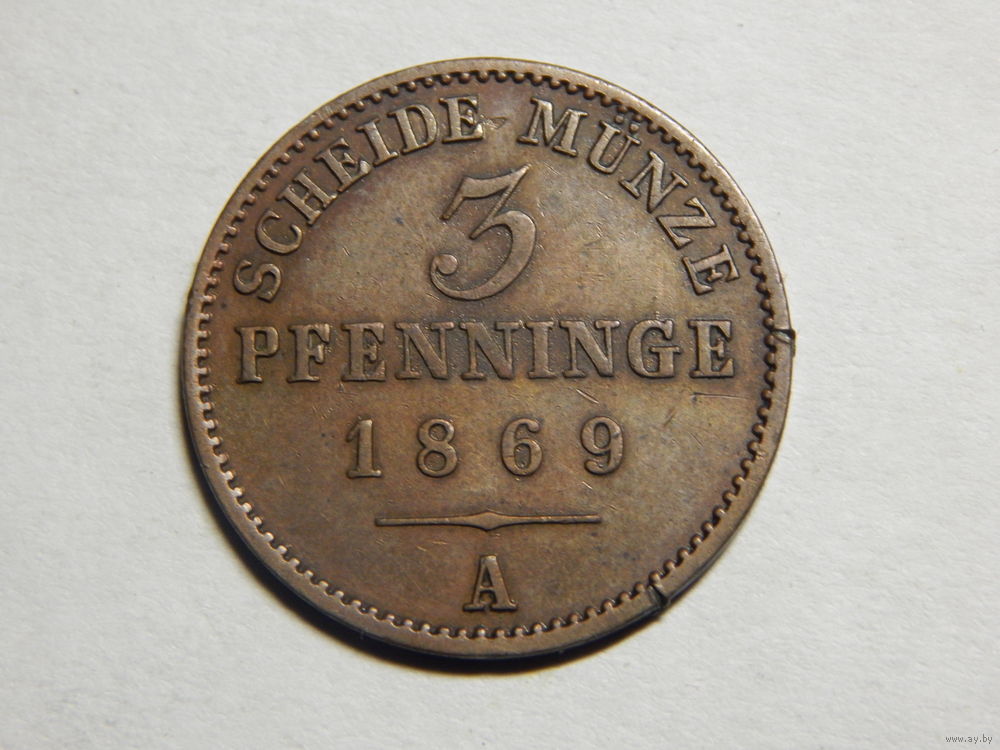 SCHEIDE MÜNZE
3
PFENNINGE
1869
A
www.ay.by